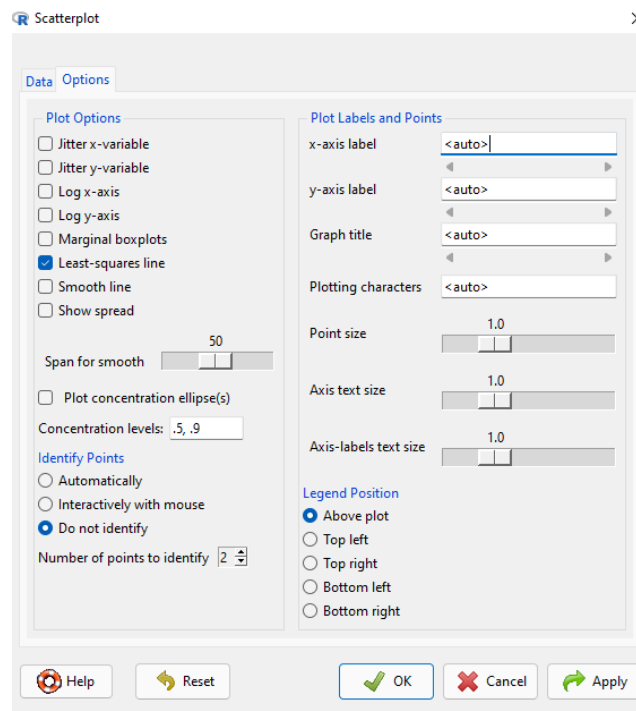 Scatterplot
Data Options
Plot Options
Jitter x-variable
Jitter y-variable
Log x-axis
Log y-axis
Marginal boxplots
Least-squares line
Smooth line
Show spread
50
Span for smooth
Plot concentration ellipse(s)
Concentration levels: .5, .9
Identify Points
Automatically
Interactively with mouse
Do not identify
Number of points to identify 2
Plot Labels and Points
x-axis label <auto>
y-axis label <auto>
Graph title <auto>
Plotting characters <auto>
1.0
Point size
1.0
Axis text size
1.0
Axis-labels text size
Legend Position
Above plot
Top left
Top right
Bottom left
Bottom right
Help Reset OK Cancel Apply